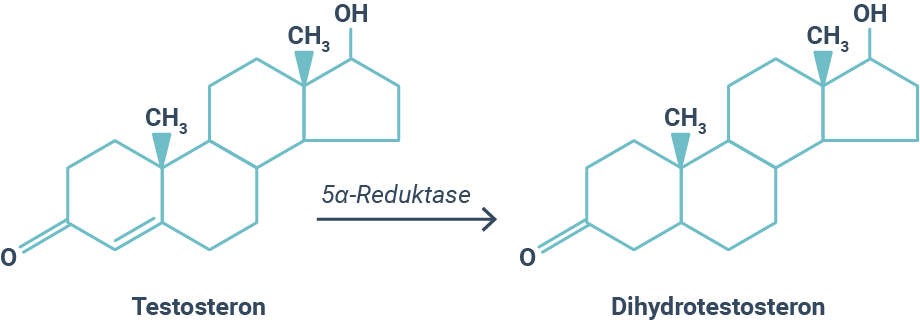 OH
CH₃
CH₃
O
Testosteron
5α-Reduktase
OH
CH₃
CH₃
O
Dihydrotestosteron